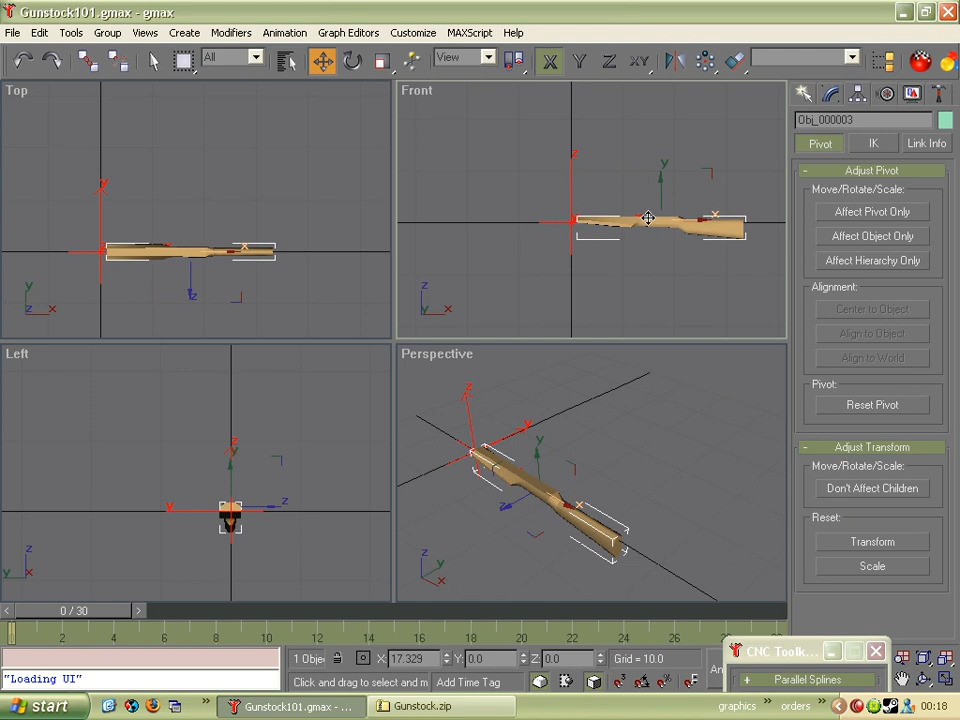 Gunstock101.gmax - gmax
File Edit Tools Group Views Create Modifiers Animation Graph Editors Customize MAXScript Help
All View X Y Z XY
Top
y
x
z
y
z
x
Front
z
y
x
z
y
x
Obj_000003
Pivot IK Link Info
- Adjust Pivot
Move/Rotate/Scale:
Affect Pivot Only
Affect Object Only
Affect Hierarchy Only
Alignment:
Center to Object
Align to Object
Align to World
Pivot:
Reset Pivot
- Adjust Transform
Move/Rotate/Scale:
Don't Affect Children
Reset:
Transform
Scale
Left
z
y
y
z
z
y
x
Perspective
z
y
y
x
z
z
y
x
< 0 / 30 >
2 4 6 8 10 12 14 16 18 20 22 24 26 28
1 Obje X: 17.329 Y: 0.0 Z: 0.0 Grid = 10.0 An
"Loading UI" Click and drag to select and m Add Time Tag
CNC Toolk...
+ Parallel Splines
start » Gunstock101.gmax - ... Gunstock.zip graphics » orders » 00:18